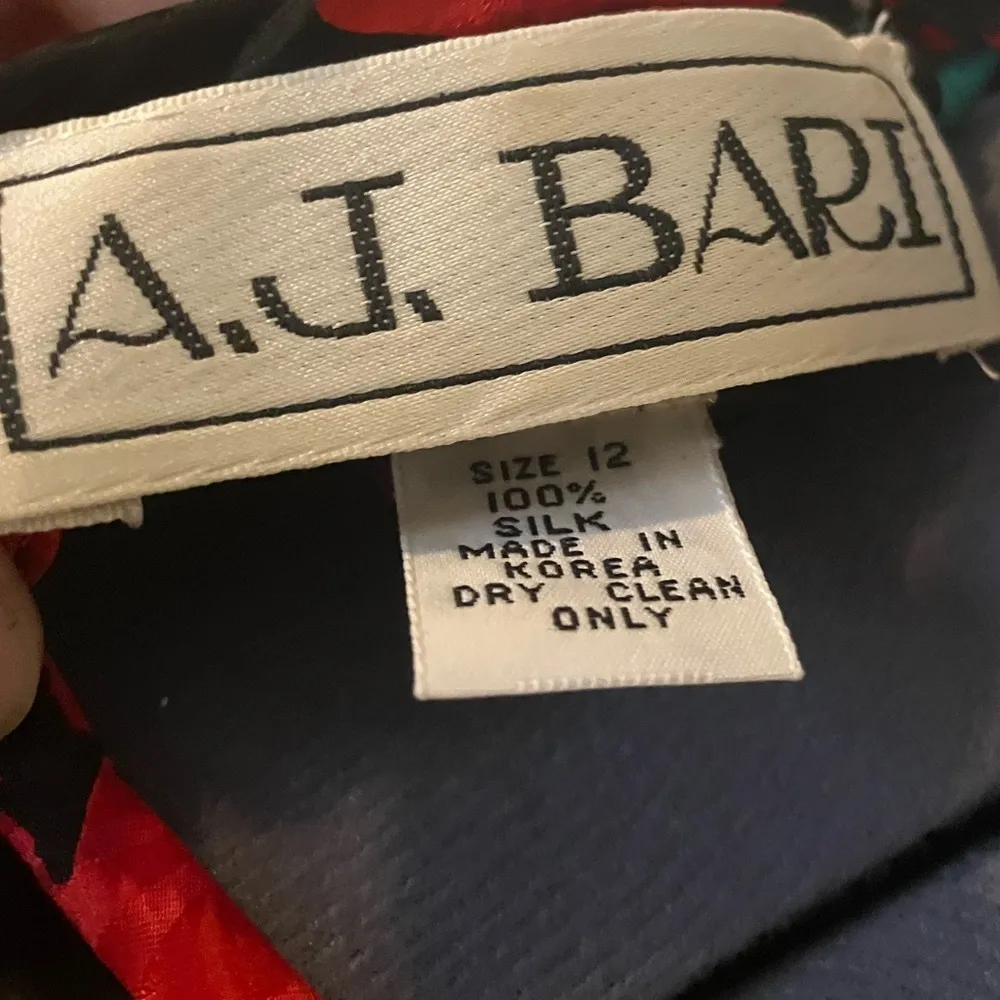 A.J. BARI
SIZE 12
100%
SILK
MADE IN
KOREA
DRY CLEAN
ONLY